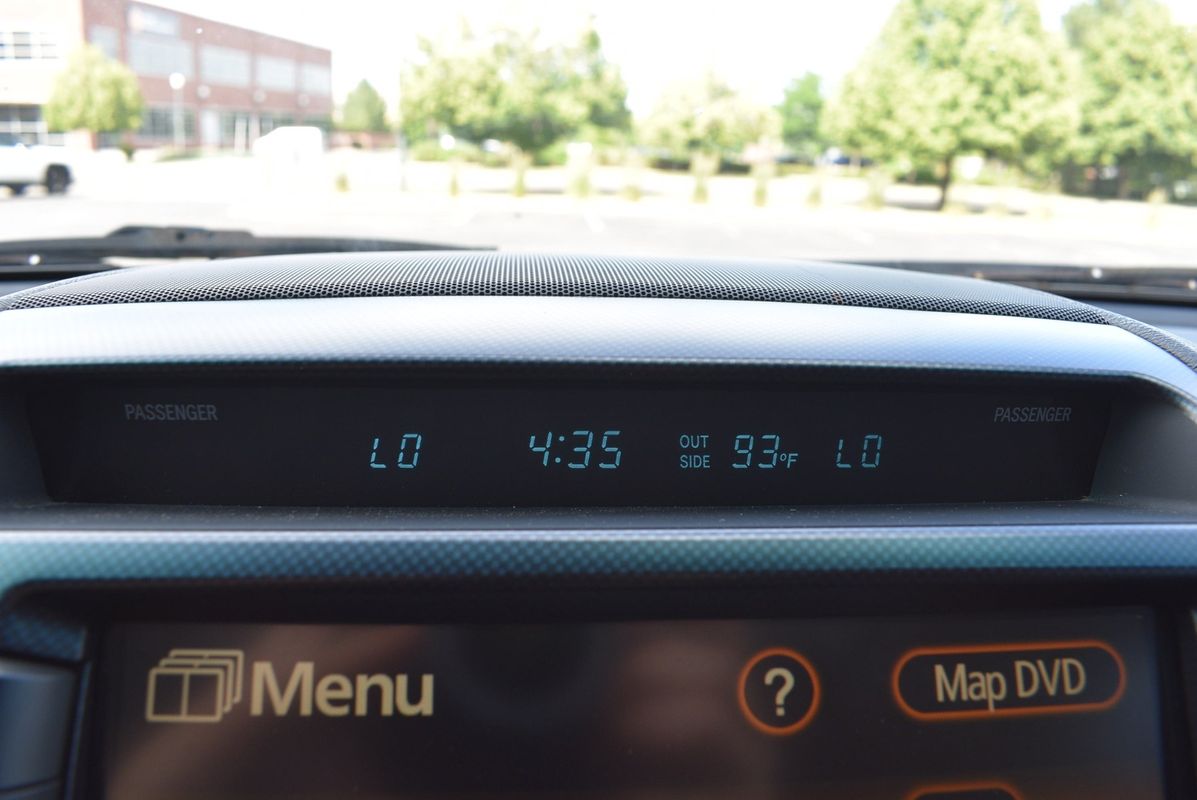 PASSENGER PASSENGER
LO 4:35 OUT SIDE 93°F LO
Menu ? Map DVD